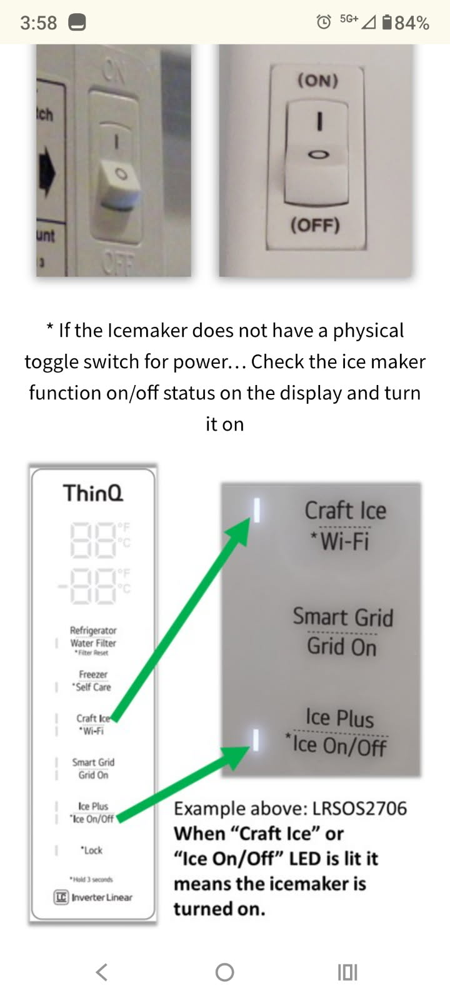 3:58
5G+
84%
ON
tch
I
O
unt
3
OFF
(ON)
I
O
(OFF)
* If the Icemaker does not have a physical
toggle switch for power... Check the ice maker
function on/off status on the display and turn
it on
ThinQ
88°F
°C
-88°F
°C
Refrigerator
Water Filter
*Filter Reset
Freezer
*Self Care
Craft Ice
*Wi-Fi
Smart Grid
Grid On
Ice Plus
*Ice On/Off
*Lock
*Hold 3 seconds
LC Inverter Linear
Craft Ice
*Wi-Fi
Smart Grid
Grid On
Ice Plus
*Ice On/Off
Example above: LRSOS2706
When “Craft Ice” or
“Ice On/Off” LED is lit it
means the icemaker is
turned on.